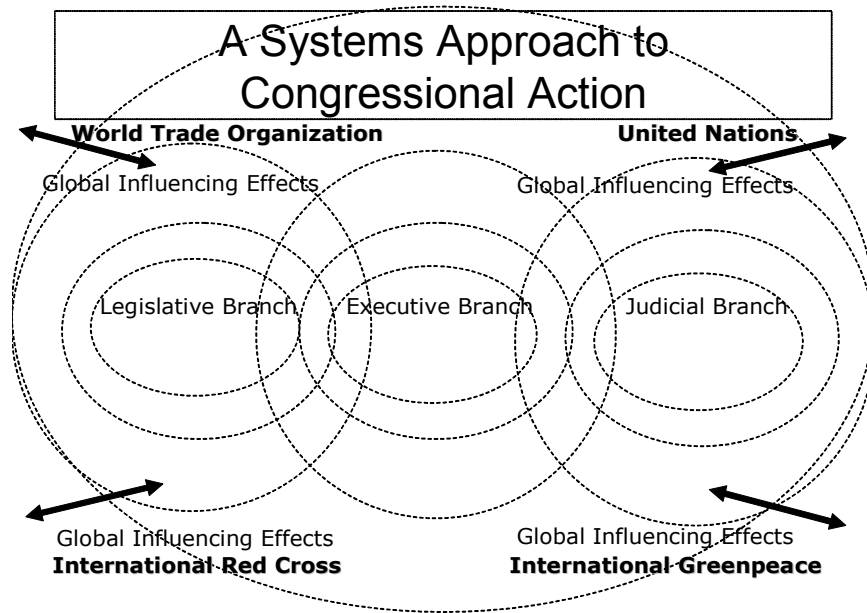 A Systems Approach to
Congressional Action
World Trade Organization
United Nations
Global Influencing Effects
Global Influencing Effects
Legislative Branch
Executive Branch
Judicial Branch
Global Influencing Effects
International Red Cross
Global Influencing Effects
International Greenpeace